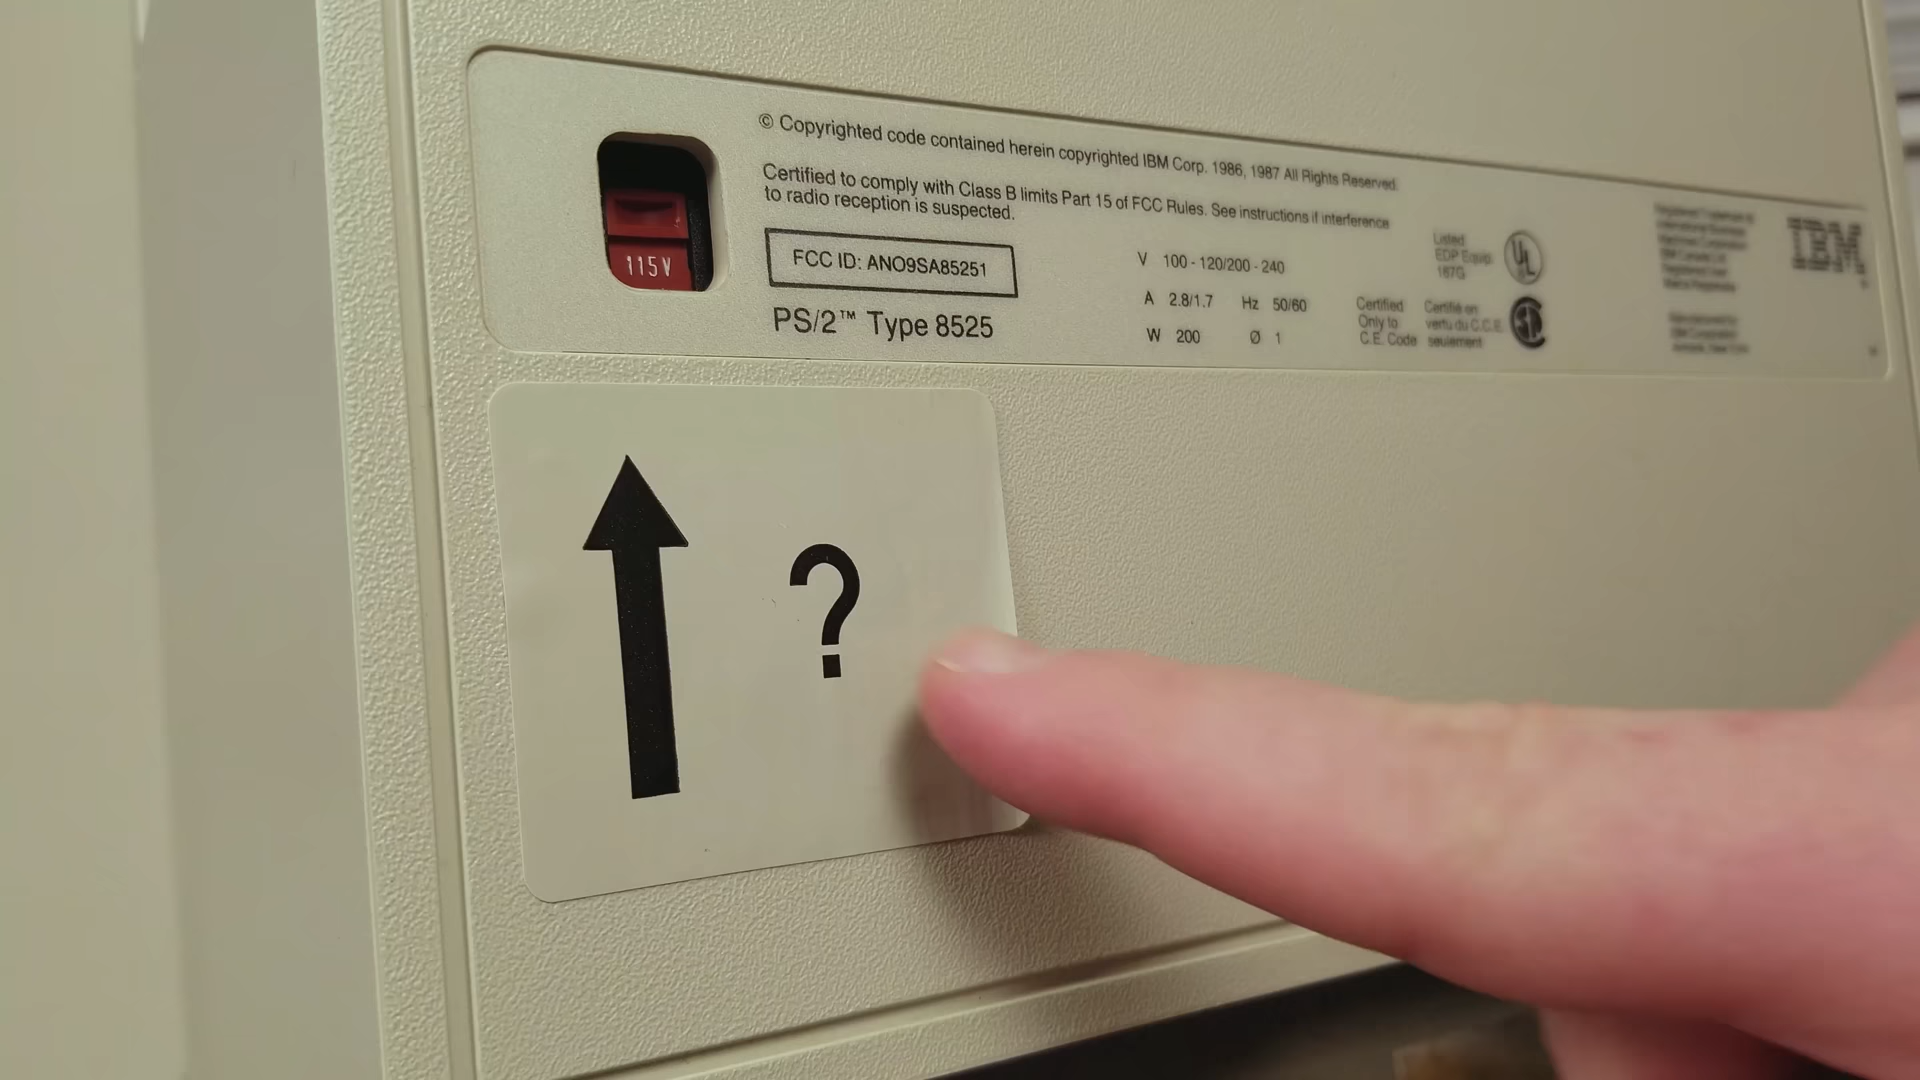 © Copyrighted code contained herein copyrighted IBM Corp. 1986, 1987 All Rights Reserved.
Certified to comply with Class B limits Part 15 of FCC Rules. See instructions if interference
to radio reception is suspected.
115V
FCC ID: ANO9SA85251
PS/2™ Type 8525
V 100 - 120/200 - 240
A 2.8/1.7 Hz 50/60
W 200 Ø 1
Listed
EDP Equip.
187G
UL
Certified
Only to
C.E. Code
Certifié en
vertu du C.C.E.
seulement
IBM
?